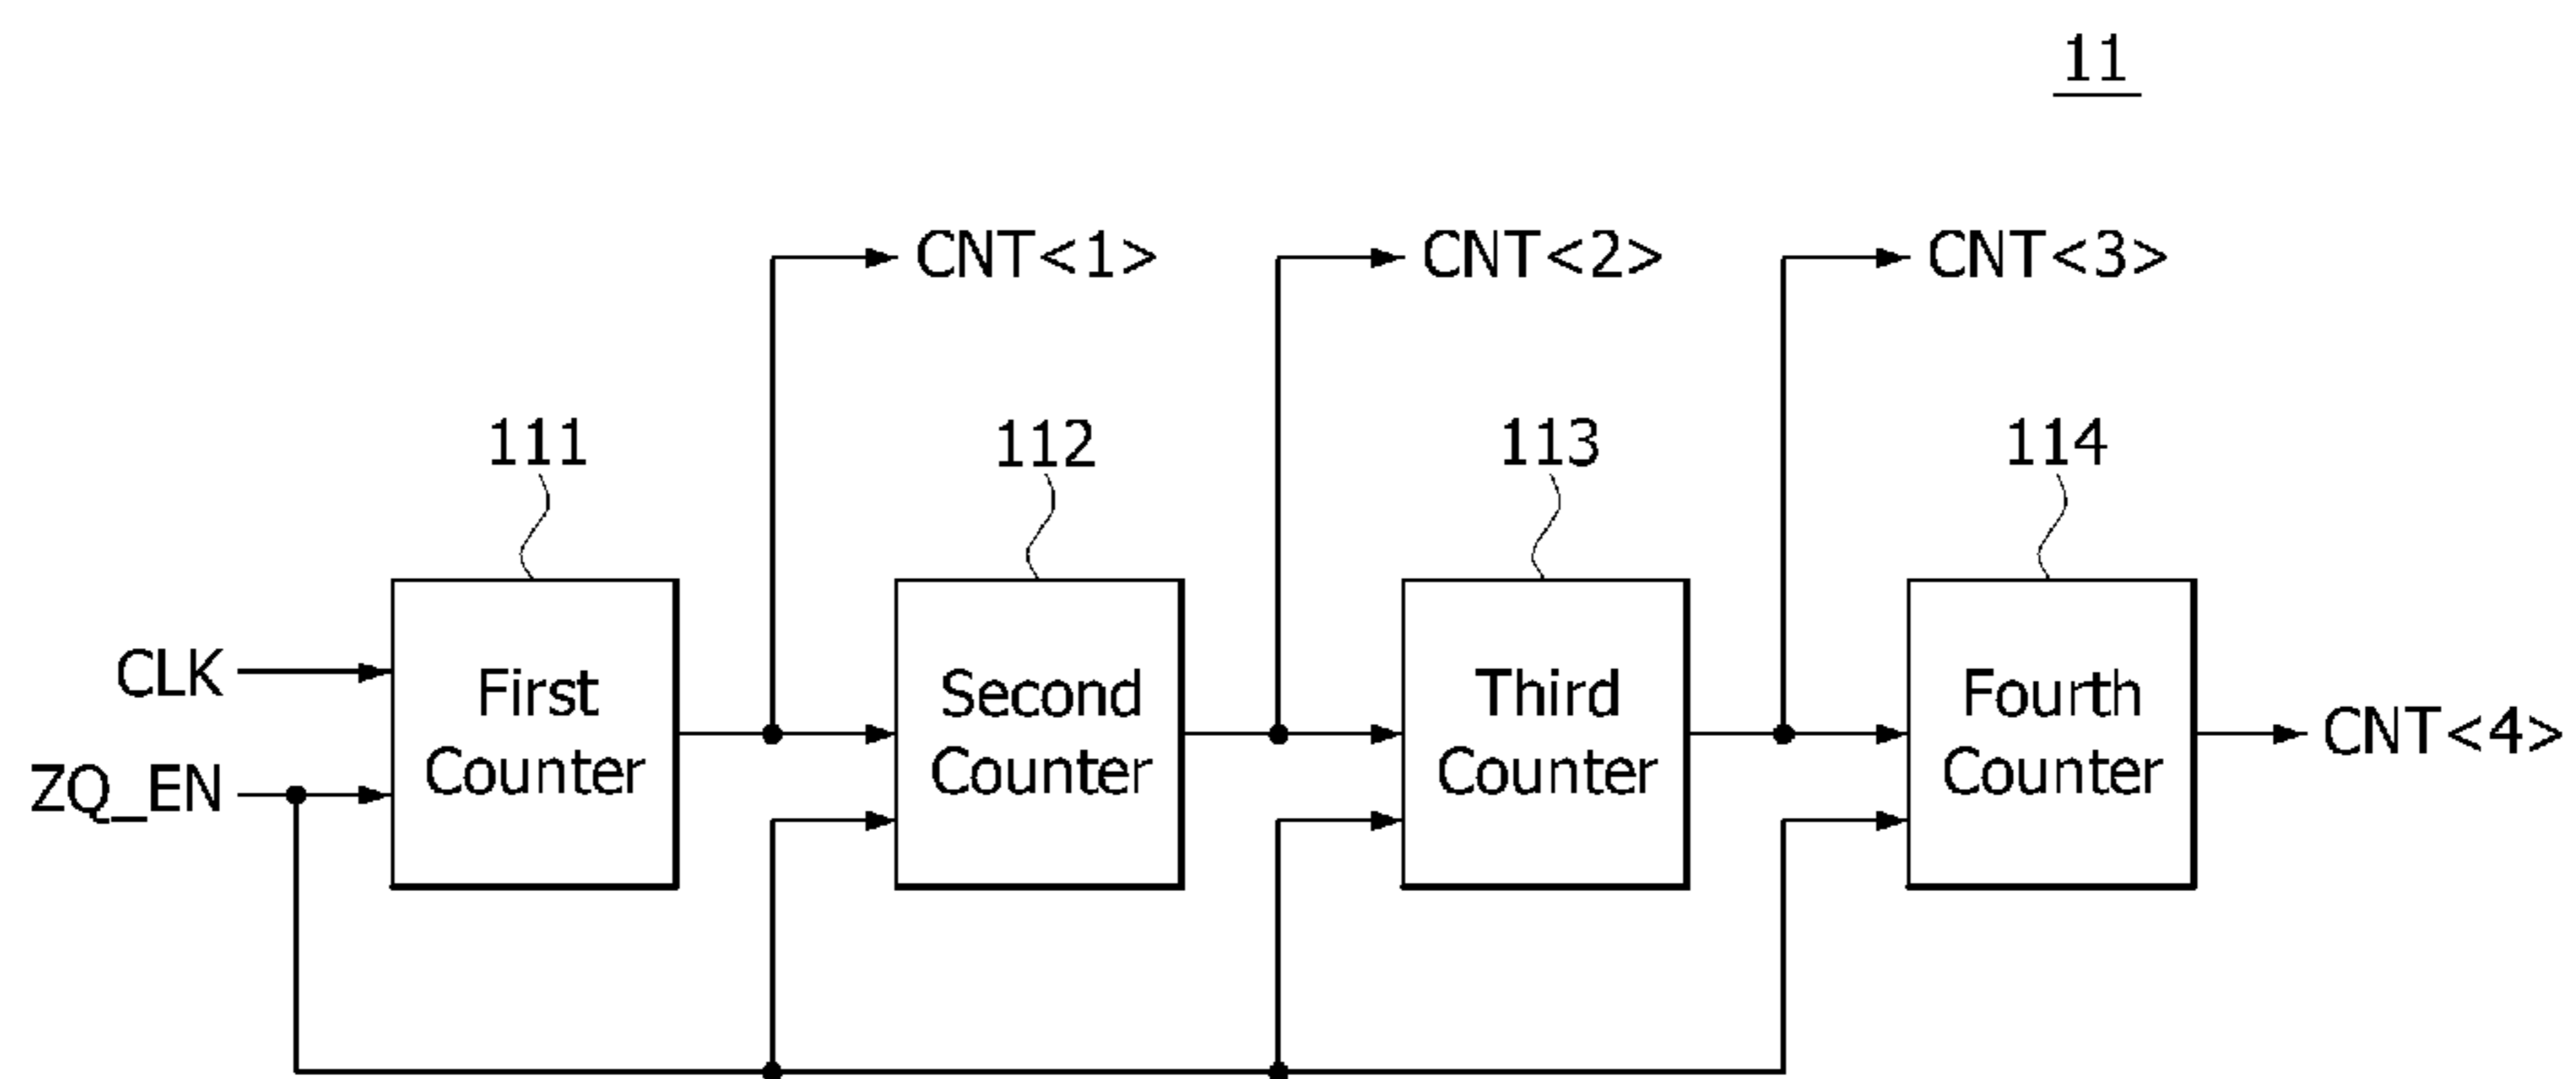 11
CNT<1>
CNT<2>
CNT<3>
111
112
113
114
CLK
ZQ_EN
First
Counter
Second
Counter
Third
Counter
Fourth
Counter
CNT<4>